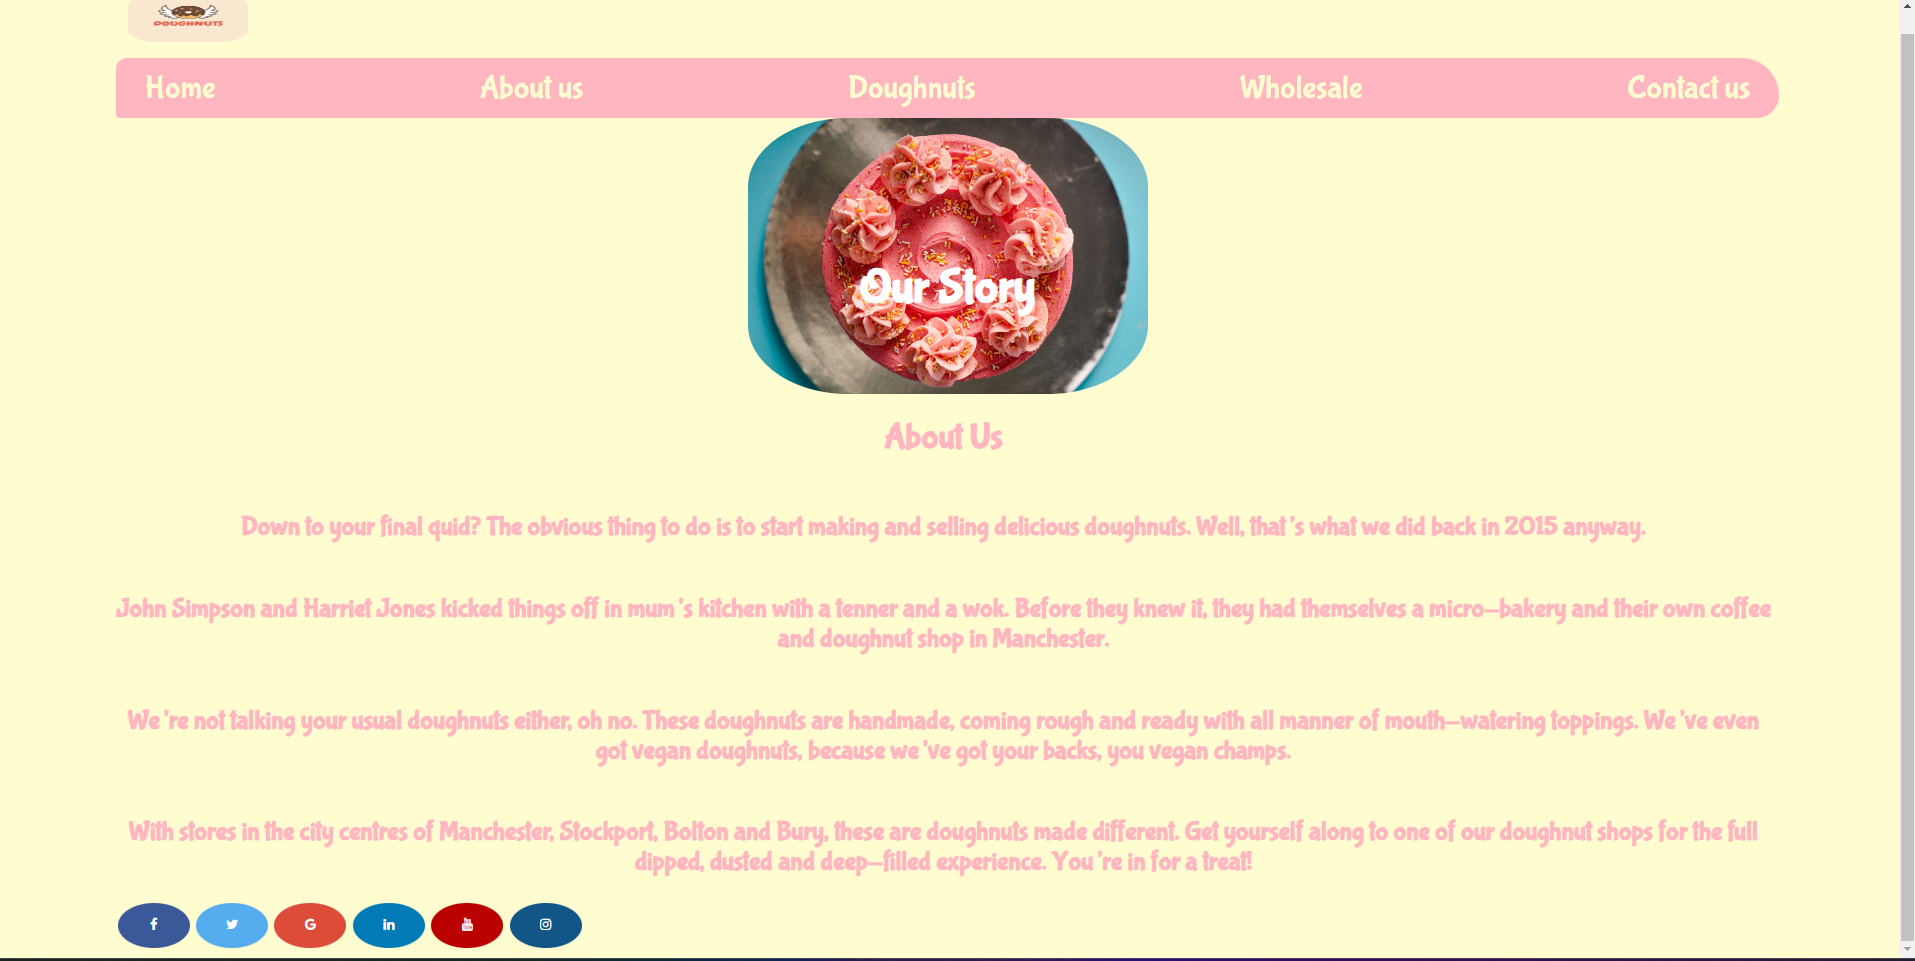 DOUGHNUTS
Home About us Doughnuts Wholesale Contact us
Our Story
About Us
Down to your final quid? The obvious thing to do is to start making and selling delicious doughnuts. Well, that's what we did back in 2015 anyway.
John Simpson and Harriet Jones kicked things off in mum's kitchen with a tenner and a wok. Before they knew it, they had themselves a micro-bakery and their own coffee
and doughnut shop in Manchester.
We're not talking your usual doughnuts either, oh no. These doughnuts are handmade, coming rough and ready with all manner of mouth-watering toppings. We've even
got vegan doughnuts, because we've got your backs, you vegan champs.
With stores in the city centres of Manchester, Stockport, Bolton and Bury, these are doughnuts made different. Get yourself along to one of our doughnut shops for the full
dipped, dusted and deep-filled experience. You're in for a treat!